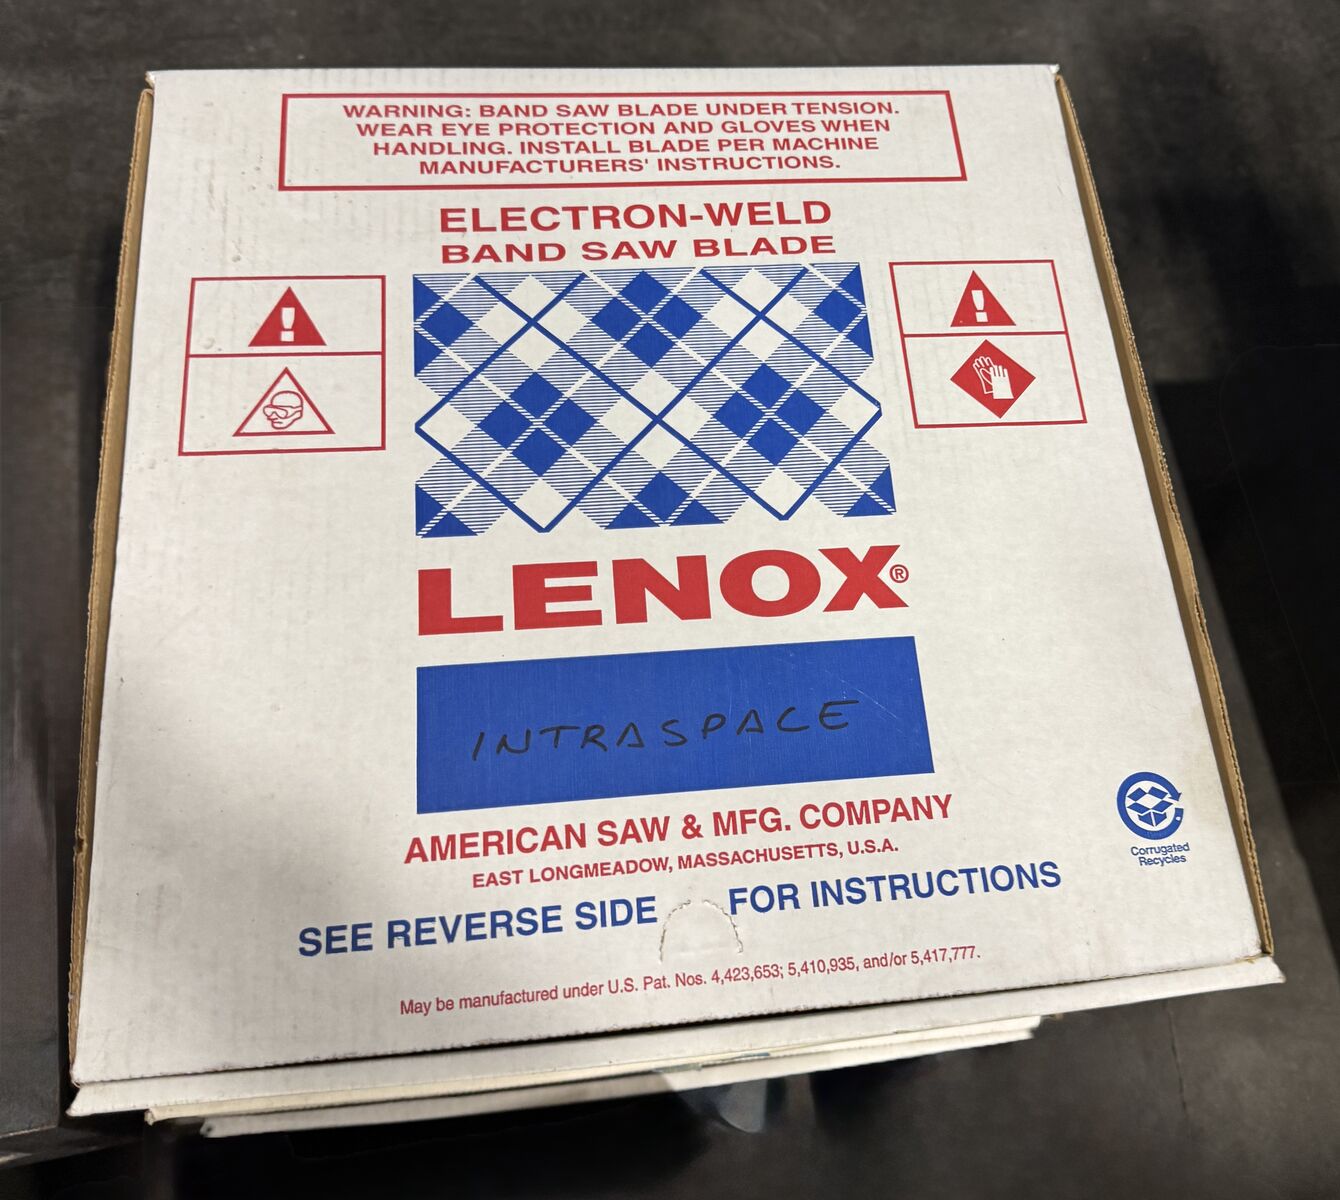 WARNING: BAND SAW BLADE UNDER TENSION.
WEAR EYE PROTECTION AND GLOVES WHEN
HANDLING. INSTALL BLADE PER MACHINE
MANUFACTURERS' INSTRUCTIONS.
ELECTRON-WELD
BAND SAW BLADE
LENOX®
INTRASPACE
AMERICAN SAW & MFG. COMPANY
EAST LONGMEADOW, MASSACHUSETTS, U.S.A.
SEE REVERSE SIDE FOR INSTRUCTIONS
Corrugated
Recycles
May be manufactured under U.S. Pat. Nos. 4,423,653; 5,410,935, and/or 5,417,777.